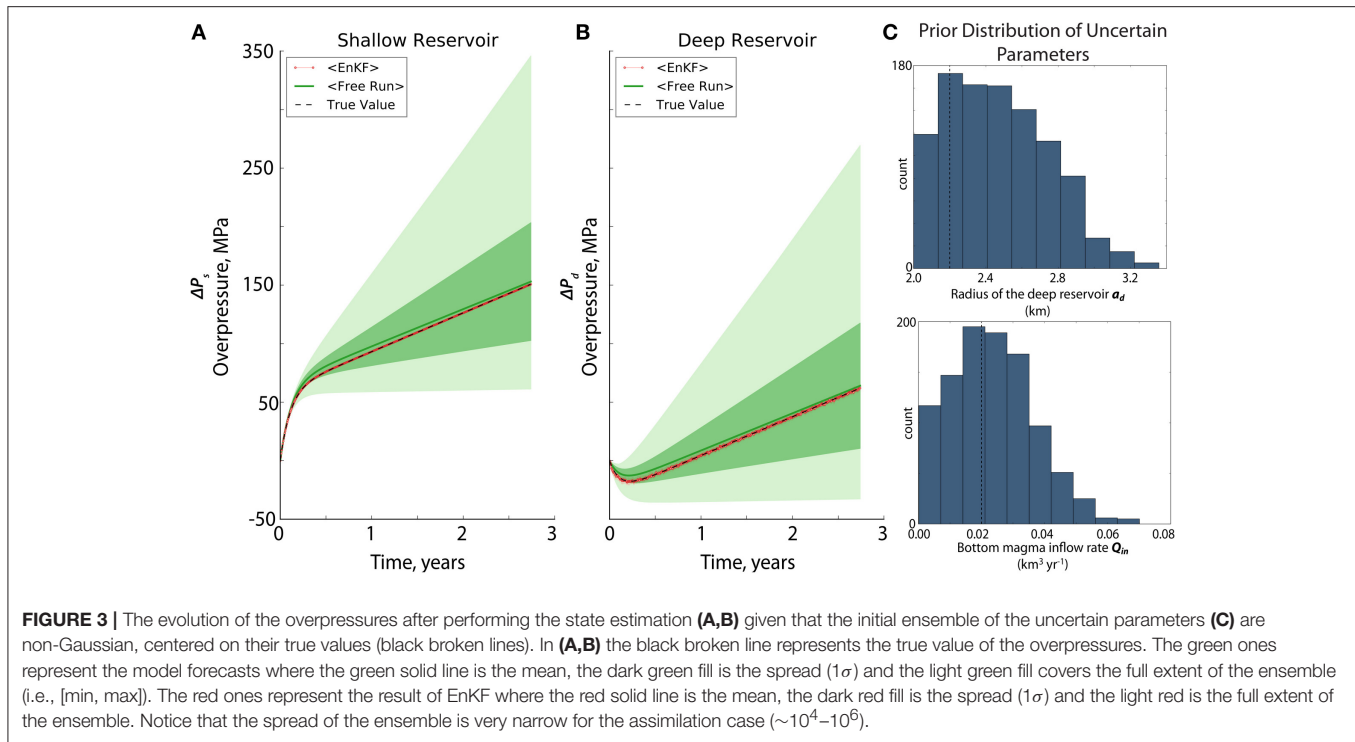 A
Shallow Reservoir
350
250
150
50
-50
ΔPs
Overpressure, MPa
<EnKF>
<Free Run>
True Value
0 1 2 3
Time, years
B
Deep Reservoir
ΔPd
Overpressure, MPa
<EnKF>
<Free Run>
True Value
0 1 2 3
Time, years
C
Prior Distribution of Uncertain
Parameters
180
count
0
2.0 2.4 2.8 3.2
Radius of the deep reservoir ad
(km)
200
count
0
0.00 0.02 0.04 0.06 0.08
Bottom magma inflow rate Qin
(km³ yr⁻¹)
FIGURE 3 | The evolution of the overpressures after performing the state estimation (A,B) given that the initial ensemble of the uncertain parameters (C) are
non-Gaussian, centered on their true values (black broken lines). In (A,B) the black broken line represents the true value of the overpressures. The green ones
represent the model forecasts where the green solid line is the mean, the dark green fill is the spread (1σ) and the light green fill covers the full extent of the ensemble
(i.e., [min, max]). The red ones represent the result of EnKF where the red solid line is the mean, the dark red fill is the spread (1σ) and the light red is the full extent of
the ensemble. Notice that the spread of the ensemble is very narrow for the assimilation case (~10⁴–10⁶).